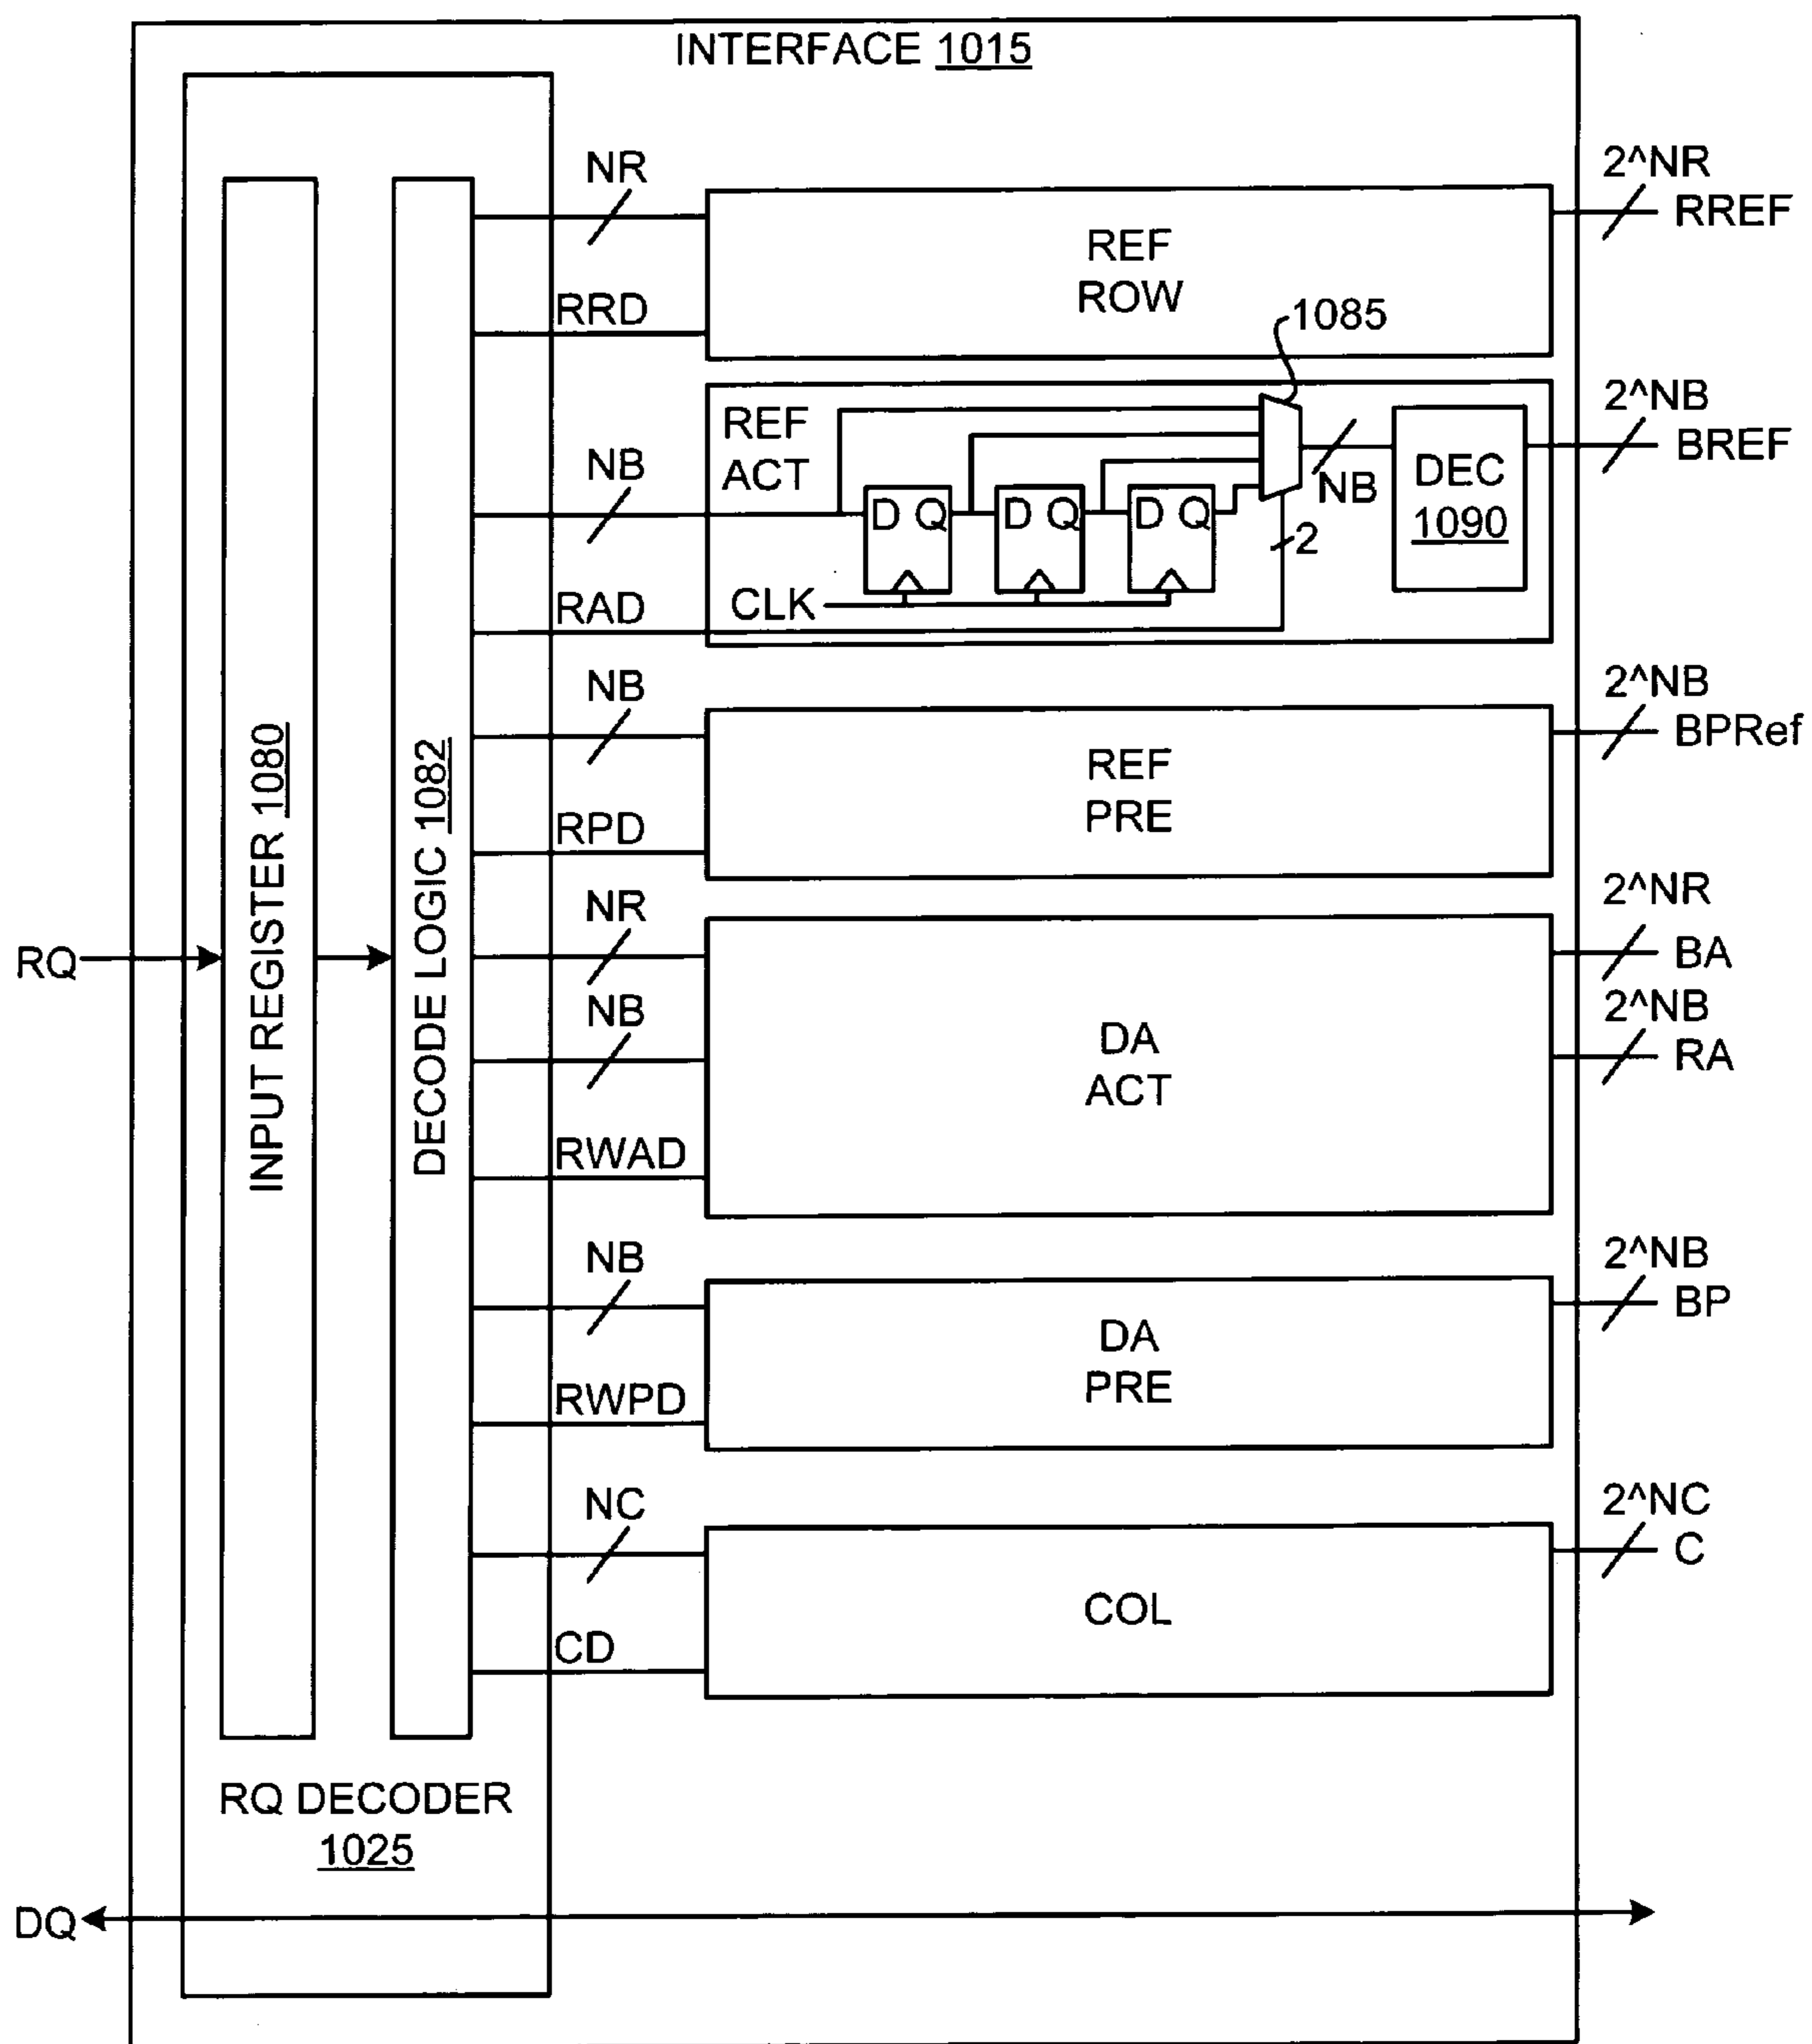 INTERFACE 1015
NR
2^NR
RREF
REF
ROW
RRD
1085
REF
ACT
NB
NB
2^NB
BREF
DEC
1090
D Q
D Q
D Q
2
CLK
RAD
NB
2^NB
BPRef
REF
PRE
RPD
INPUT REGISTER 1080
DECODE LOGIC 1082
NR
2^NR
BA
RQ
NB
2^NB
RA
DA
ACT
RWAD
NB
2^NB
BP
DA
PRE
RWPD
NC
2^NC
C
COL
CD
RQ DECODER
1025
DQ